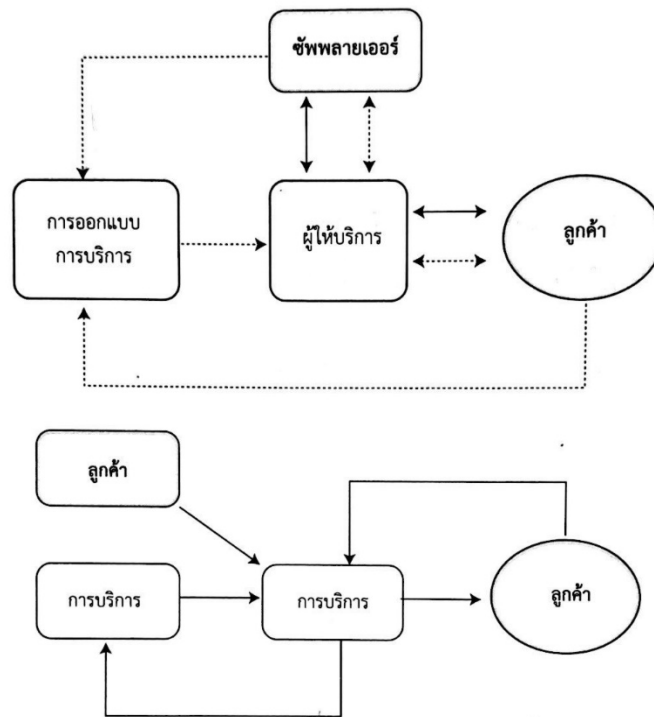 ซัพพลายเออร์
การออกแบบ
การบริการ
ผู้ให้บริการ
ลูกค้า
ลูกค้า
การบริการ
การบริการ
ลูกค้า